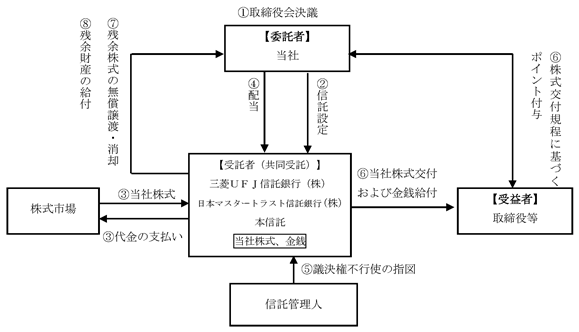 ①取締役会決議
⑧残余財産の給付
⑦残余株式の無償譲渡・消却
【委託者】
当社
④配当
②信託設定
⑥株式交付規程に基づく
ポイント付与
【受託者（共同受託）】
三菱ＵＦＪ信託銀行（株）
日本マスタートラスト信託銀行（株）
本信託
当社株式、金銭
株式市場
③当社株式
③代金の支払い
⑥当社株式交付
および金銭給付
【受益者】
取締役等
⑤議決権不行使の指図
信託管理人